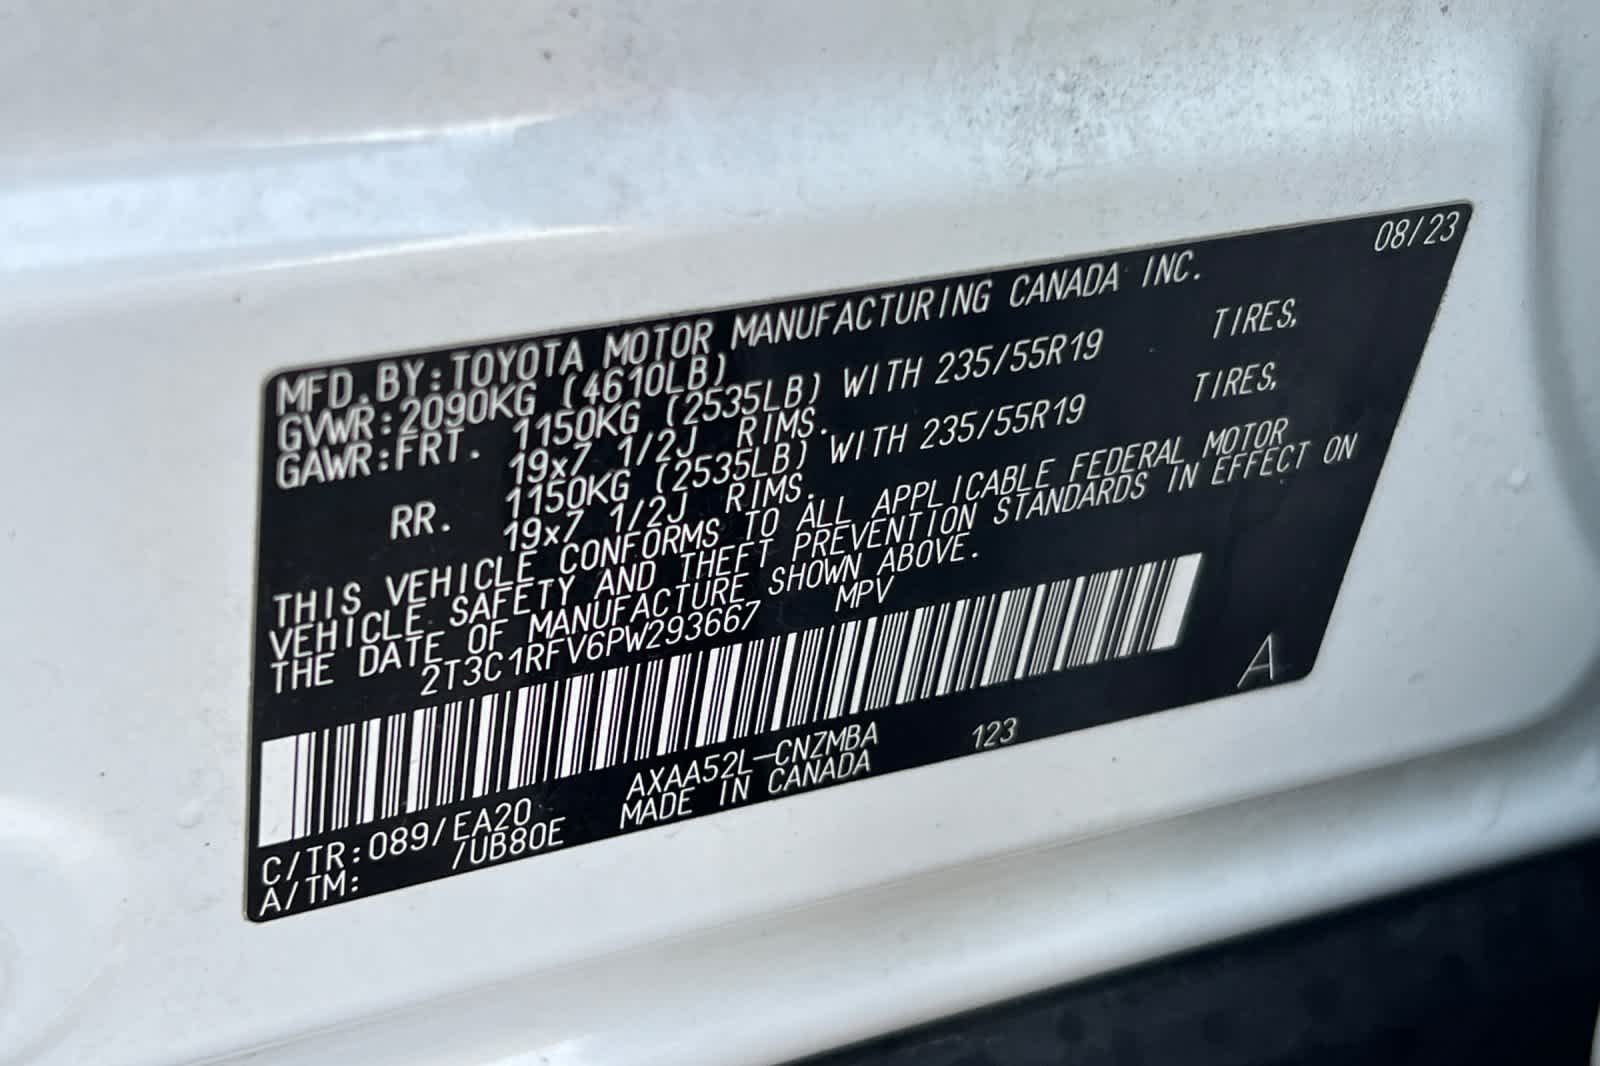 08/23
MFD.BY:TOYOTA MOTOR MANUFACTURING CANADA INC.
GVWR:2090KG (4610LB)
GAWR:FRT. 1150KG (2535LB) WITH 235/55R19 TIRES,
19x7 1/2J RIMS.
RR. 1150KG (2535LB) WITH 235/55R19 TIRES,
19x7 1/2J RIMS.
THIS VEHICLE CONFORMS TO ALL APPLICABLE FEDERAL MOTOR
VEHICLE SAFETY AND THEFT PREVENTION STANDARDS IN EFFECT ON
THE DATE OF MANUFACTURE SHOWN ABOVE.
2T3C1RFV6PW293667 MPV
A
C/TR:089/EA20 AXAA52L-CNZMBA 123
A/TM: /UB80E MADE IN CANADA